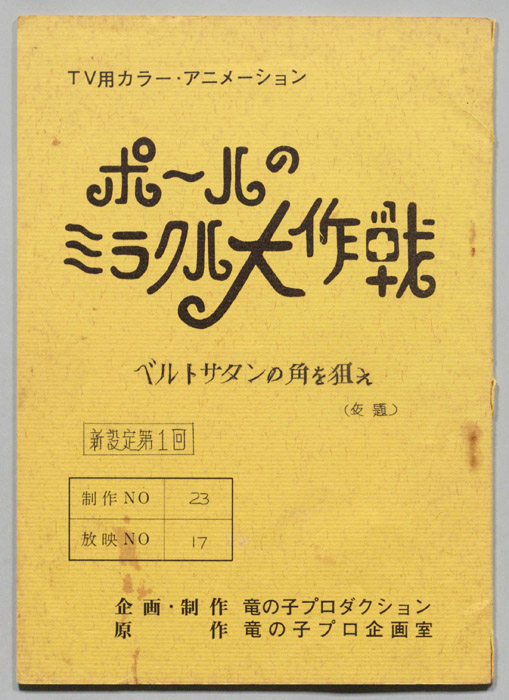 TV用カラー・アニメーション
ポールの
ミラクル大作戦
ベルトサタンの角を狙え
(仮題)
新設定第1回
制作NO 23
放映NO 17
企画・制作 竜の子プロダクション
原 作 竜の子プロ企画室